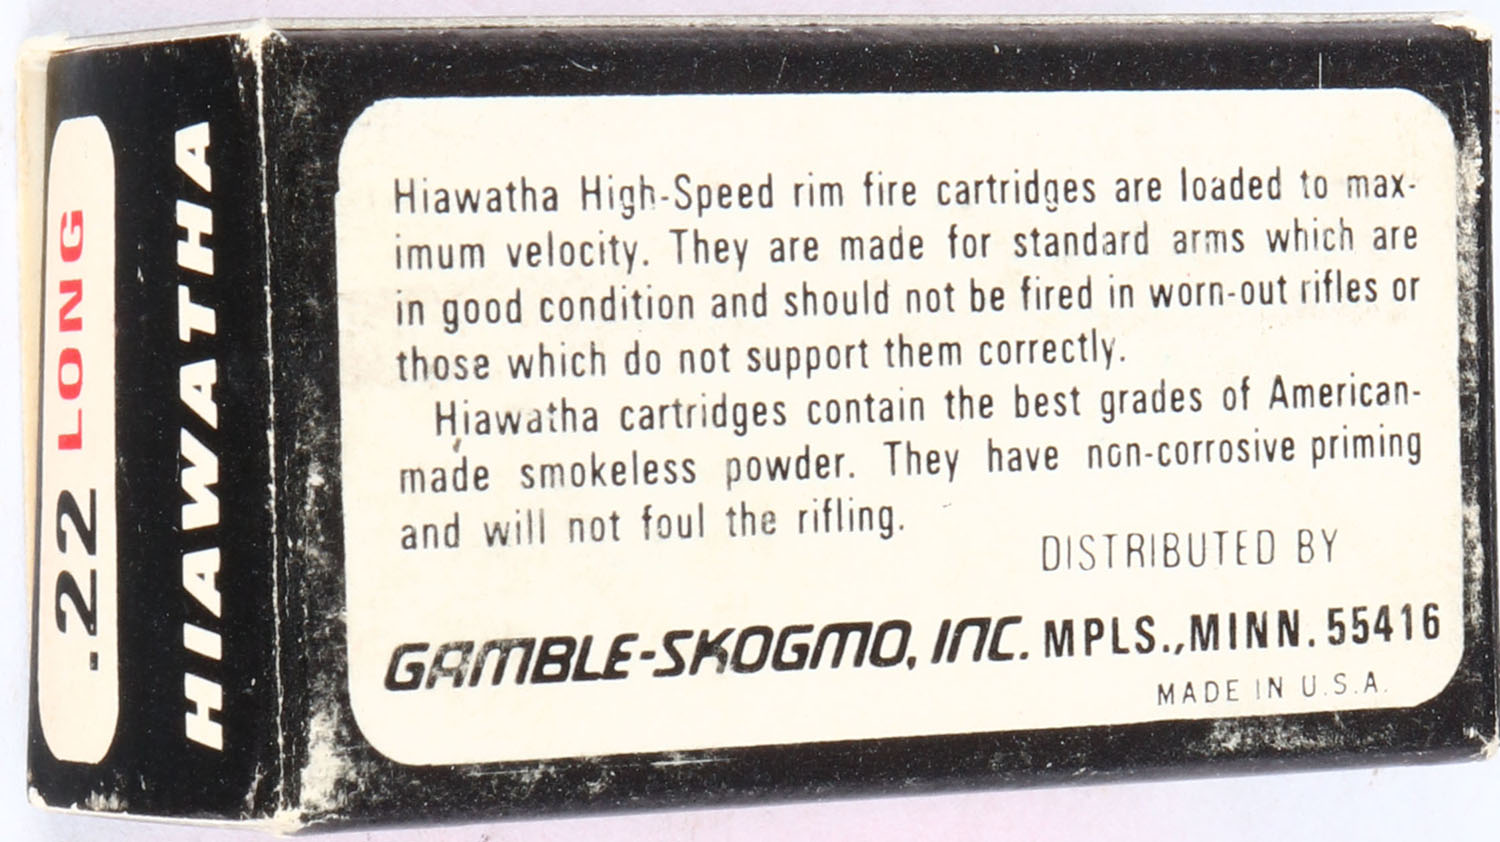 .22 LONG
HIAWATHA
Hiawatha High-Speed rim fire cartridges are loaded to max-
imum velocity. They are made for standard arms which are
in good condition and should not be fired in worn-out rifles or
those which do not support them correctly.
Hiawatha cartridges contain the best grades of American-
made smokeless powder. They have non-corrosive priming
and will not foul the rifling.
DISTRIBUTED BY
GAMBLE-SKOGMO, INC. MPLS., MINN. 55416
MADE IN U.S.A.